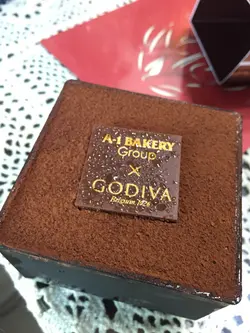 A-1 BAKERY
Group
×
GODIVA
Belgium 1926